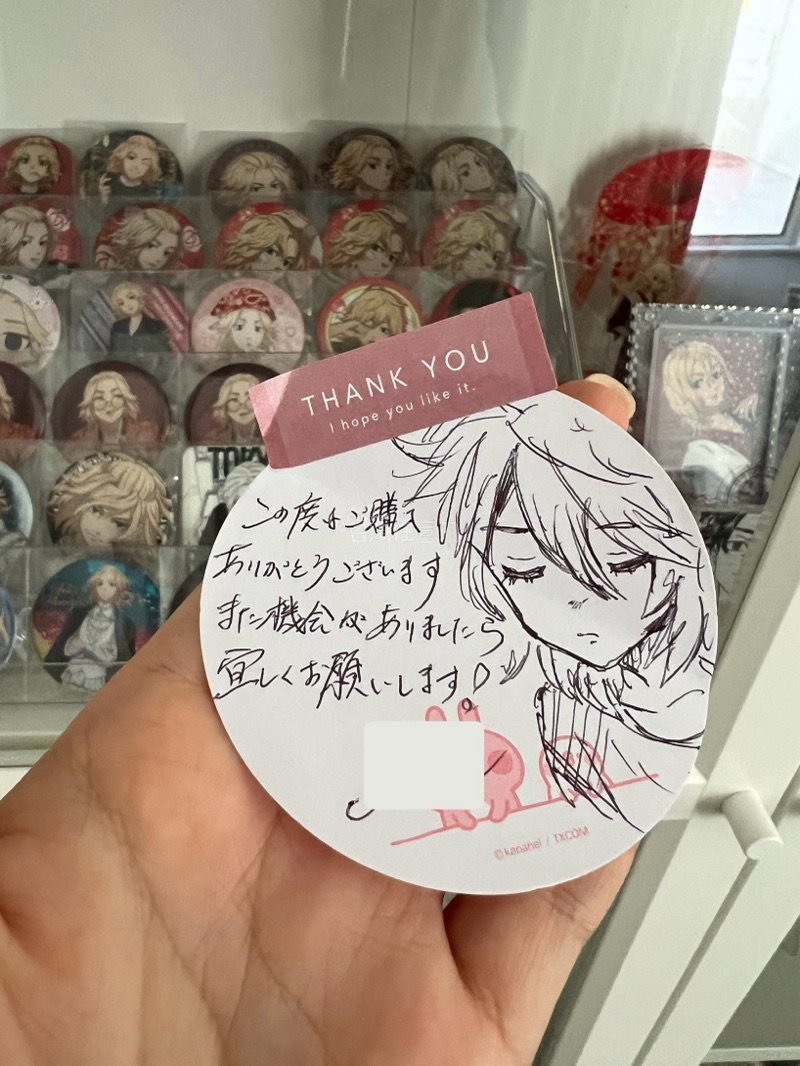 THANK YOU
I hope you like it.
この度はご購入
ありがとうございます
また機会がありましたら
宜しくお願いします
©kanahei / TXCOM
TOKYO